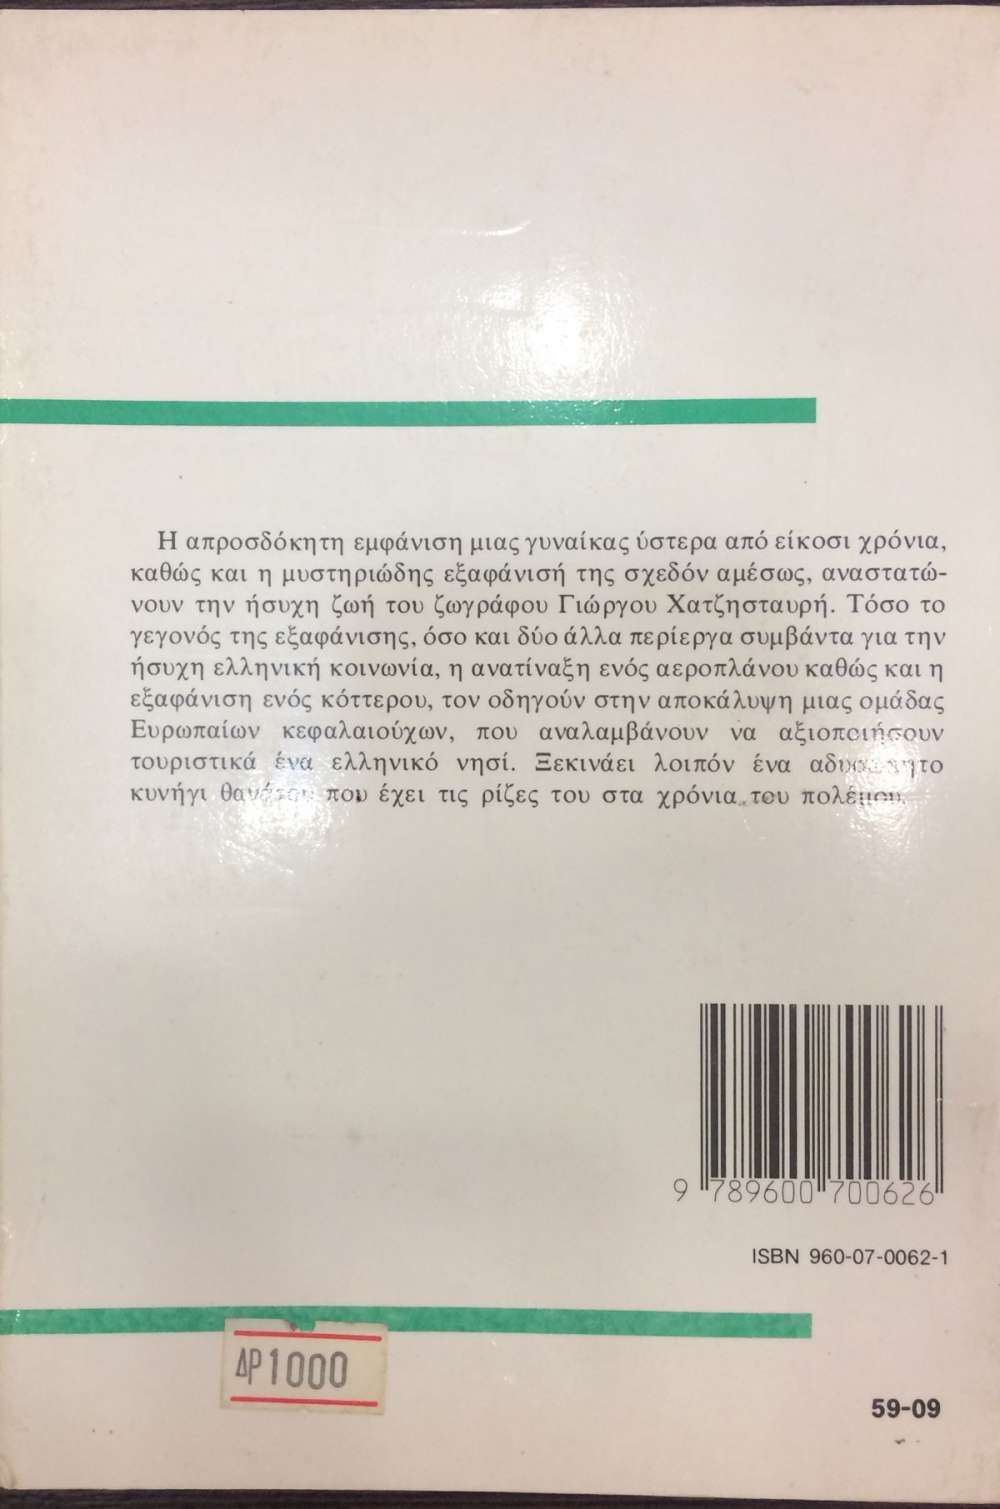 Η απροσδόκητη εμφάνιση μιας γυναίκας ύστερα από είκοσι χρόνια,
καθώς και η μυστηριώδης εξαφάνισή της σχεδόν αμέσως, αναστατώ-
νουν την ήσυχη ζωή του ζωγράφου Γιώργου Χατζησταυρή. Τόσο το
γεγονός της εξαφάνισης, όσο και δύο άλλα περίεργα συμβάντα για την
ήσυχη ελληνική κοινωνία, η ανατίναξη ενός αεροπλάνου καθώς και η
εξαφάνιση ενός κόττερου, τον οδηγούν στην αποκάλυψη μιας ομάδας
Ευρωπαίων κεφαλαιούχων, που αναλαμβάνουν να αξιοποιήσουν
τουριστικά ένα ελληνικό νησί. Ξεκινάει λοιπόν ένα
κυνήγι θανάτου που έχει τις ρίζες του στα χρόνια του πολέμου.
9 789600 700626
ISBN 960-07-0062-1
ΔΡ1000
59-09